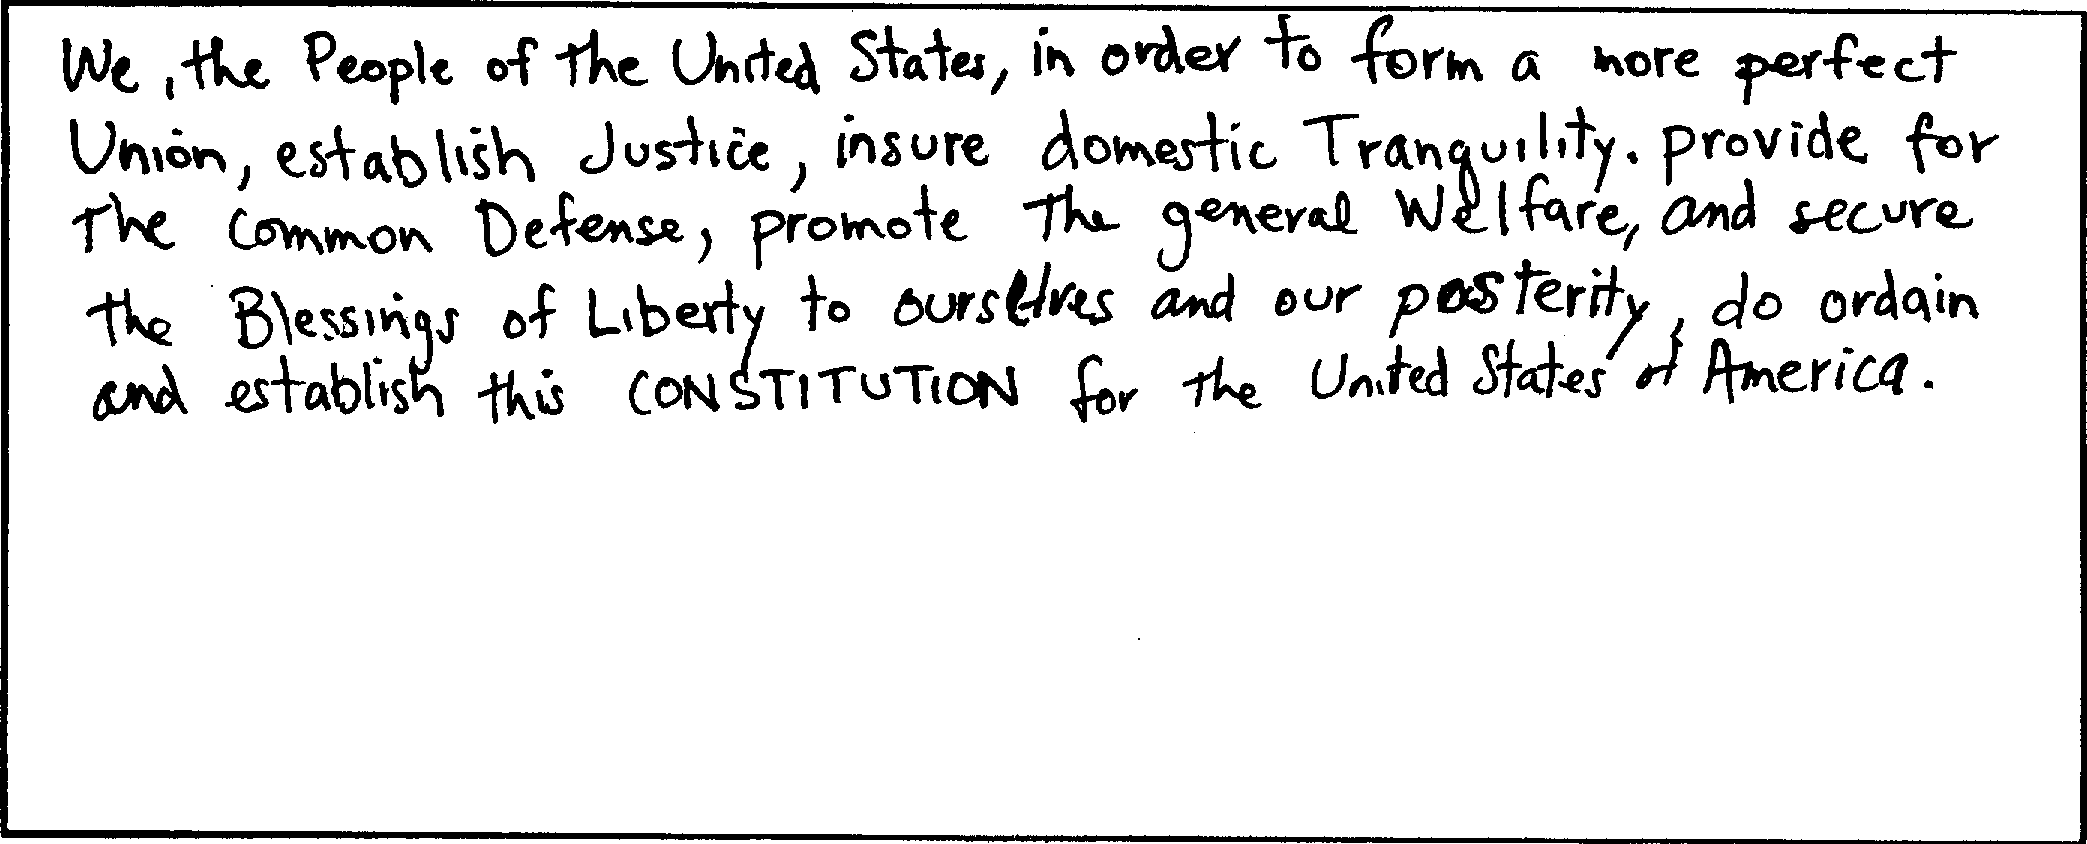 We, the People of the United States, in order to form a more perfect
Union, establish Justice, insure domestic Tranquility. provide for
The common Defense, promote The general Welfare, and secure
the Blessings of Liberty to ourselves and our posterity, do ordain
and establish this CONSTITUTION for the United States of America.